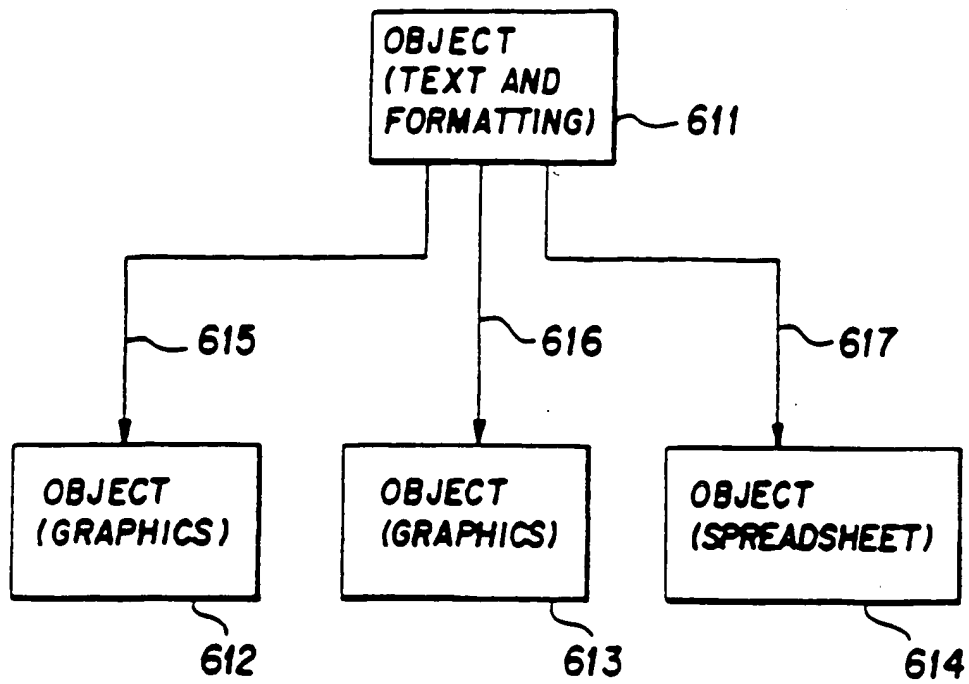 OBJECT
(TEXT AND
FORMATTING)
611
615
616
617
OBJECT
(GRAPHICS)
OBJECT
(GRAPHICS)
OBJECT
(SPREADSHEET)
612
613
614